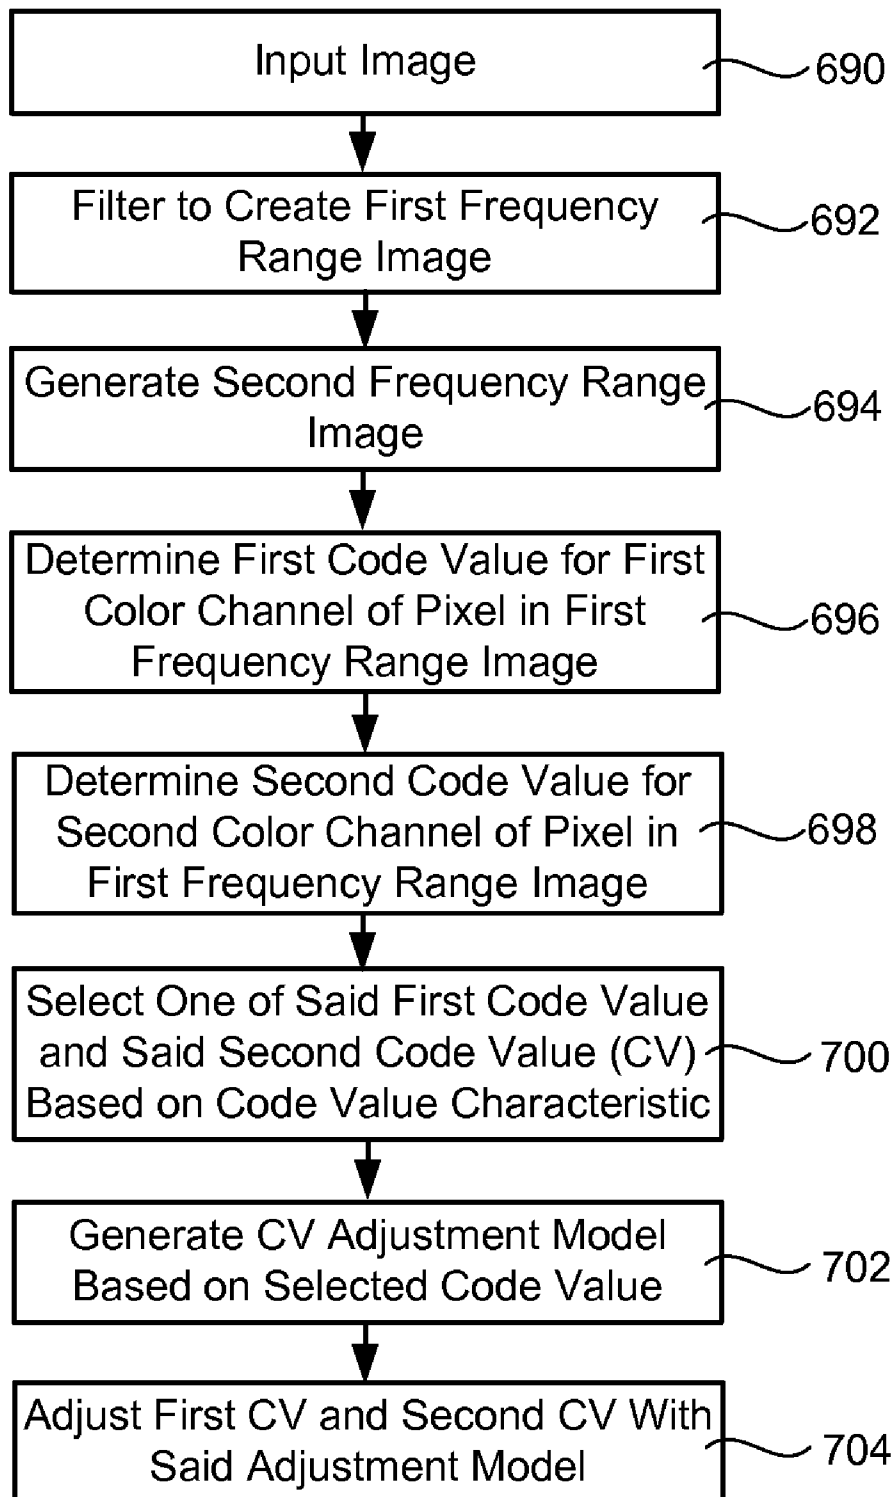 Input Image
690
Filter to Create First Frequency
Range Image
692
Generate Second Frequency Range
Image
694
Determine First Code Value for First
Color Channel of Pixel in First
Frequency Range Image
696
Determine Second Code Value for
Second Color Channel of Pixel in
First Frequency Range Image
698
Select One of Said First Code Value
and Said Second Code Value (CV)
Based on Code Value Characteristic
700
Generate CV Adjustment Model
Based on Selected Code Value
702
Adjust First CV and Second CV With
Said Adjustment Model
704